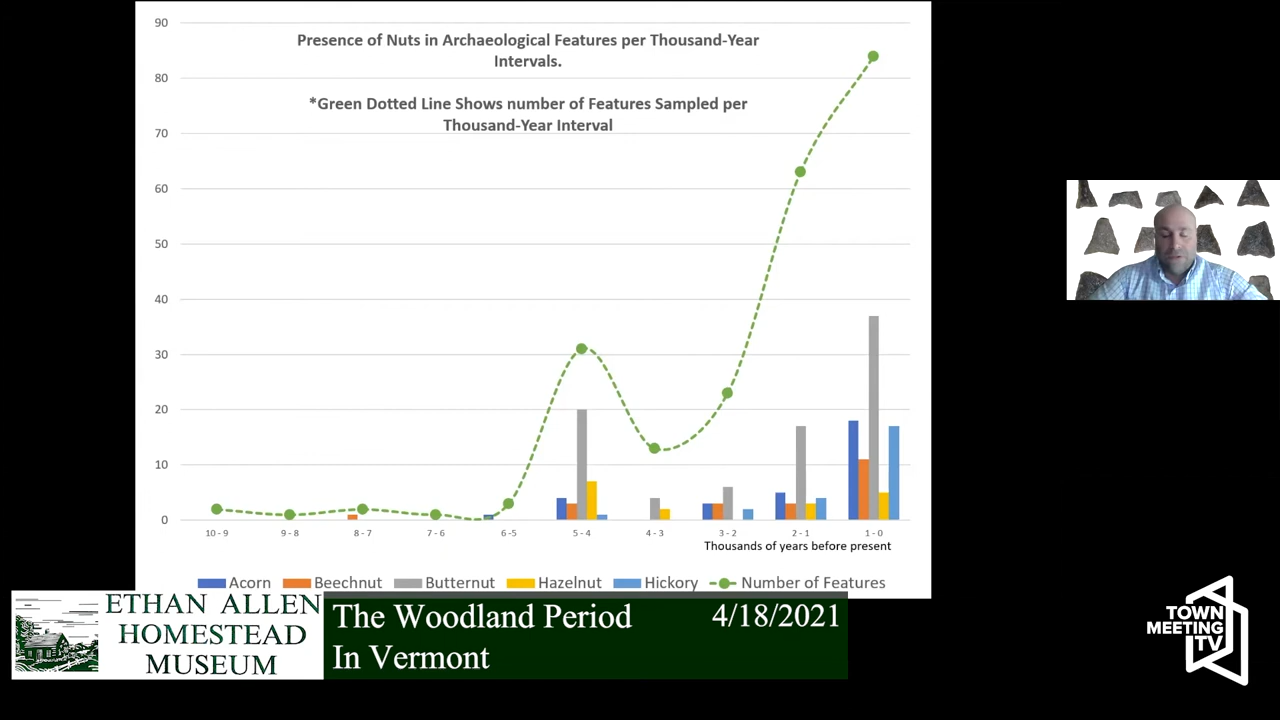 Presence of Nuts in Archaeological Features per Thousand-Year
Intervals.
*Green Dotted Line Shows number of Features Sampled per
Thousand-Year Interval
90
80
70
60
50
40
30
20
10
0
10 - 9
9 - 8
8 - 7
7 - 6
6 -5
5 - 4
4 - 3
3 - 2
2 - 1
1 - 0
Thousands of years before present
Acorn Beechnut Butternut Hazelnut Hickory Number of Features
ETHAN ALLEN
HOMESTEAD
MUSEUM
The Woodland Period 4/18/2021
In Vermont
TOWN
MEETING
TV